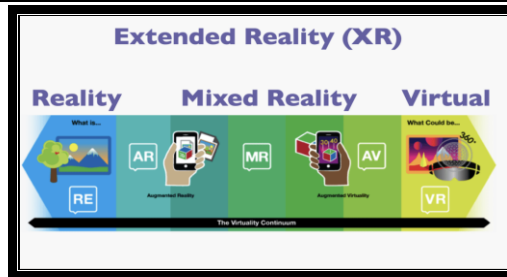 Extended Reality (XR)
Reality Mixed Reality Virtual
What is... What Could be...
360°
AR MR AV
RE VR
Augmented Reality Augmented Virtuality
The Virtuality Continuum